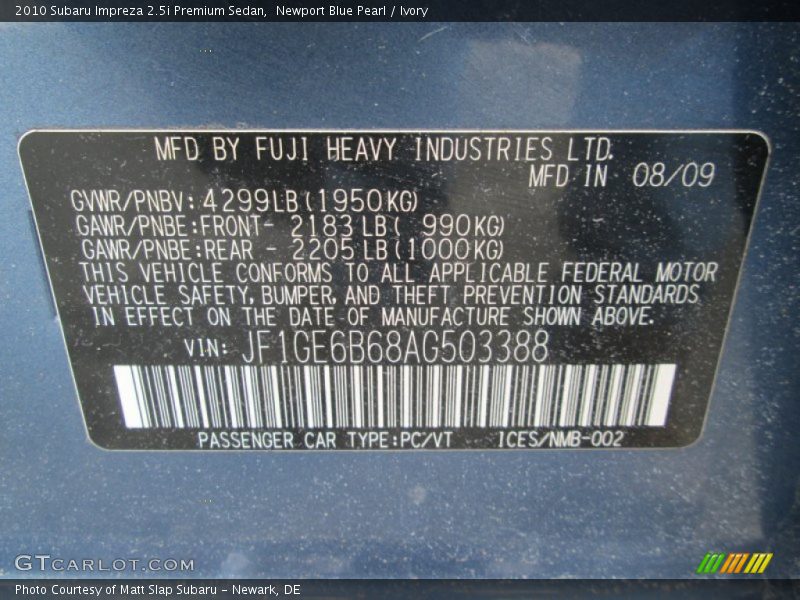 2010 Subaru Impreza 2.5i Premium Sedan,  Newport Blue Pearl / Ivory
MFD BY FUJI HEAVY INDUSTRIES LTD.
MFD IN 08/09
GVWR/PNBV:4299LB(1950KG)
GAWR/PNBE:FRONT- 2183LB( 990KG)
GAWR/PNBE:REAR - 2205LB(1000KG)
THIS VEHICLE CONFORMS TO ALL APPLICABLE FEDERAL MOTOR
VEHICLE SAFETY, BUMPER, AND THEFT PREVENTION STANDARDS
IN EFFECT ON THE DATE OF MANUFACTURE SHOWN ABOVE.
VIN: JF1GE6B68AG503388
PASSENGER CAR TYPE:PC/VT ICES/NMB-002
GTCARLOT.COM
Photo Courtesy of Matt Slap Subaru - Newark, DE